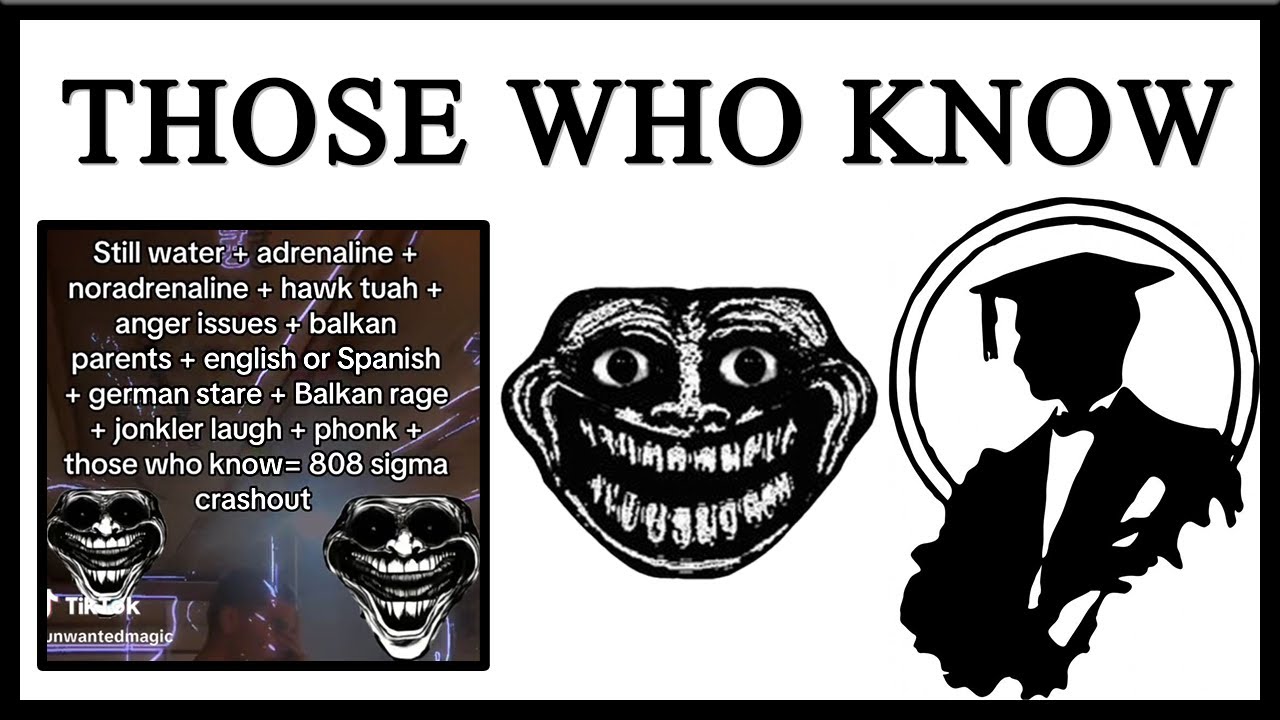 THOSE WHO KNOW
Still water + adrenaline +
noradrenaline + hawk tuah +
anger issues + balkan
parents + english or Spanish
+ german stare + Balkan rage
+ jonkler laugh + phonk +
those who know= 808 sigma
crashout
TikTok
unwantedmagic